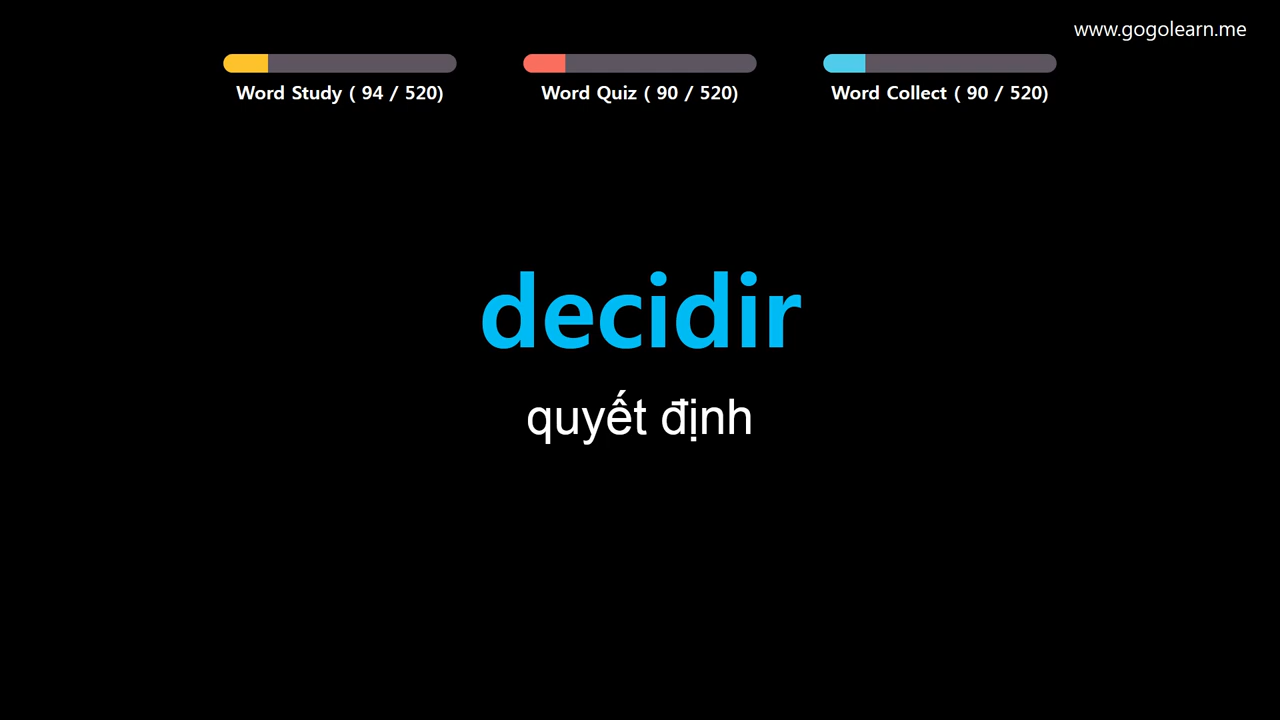 www.gogolearn.me
Word Study ( 94 / 520)
Word Quiz ( 90 / 520)
Word Collect ( 90 / 520)
decidir
quyết định